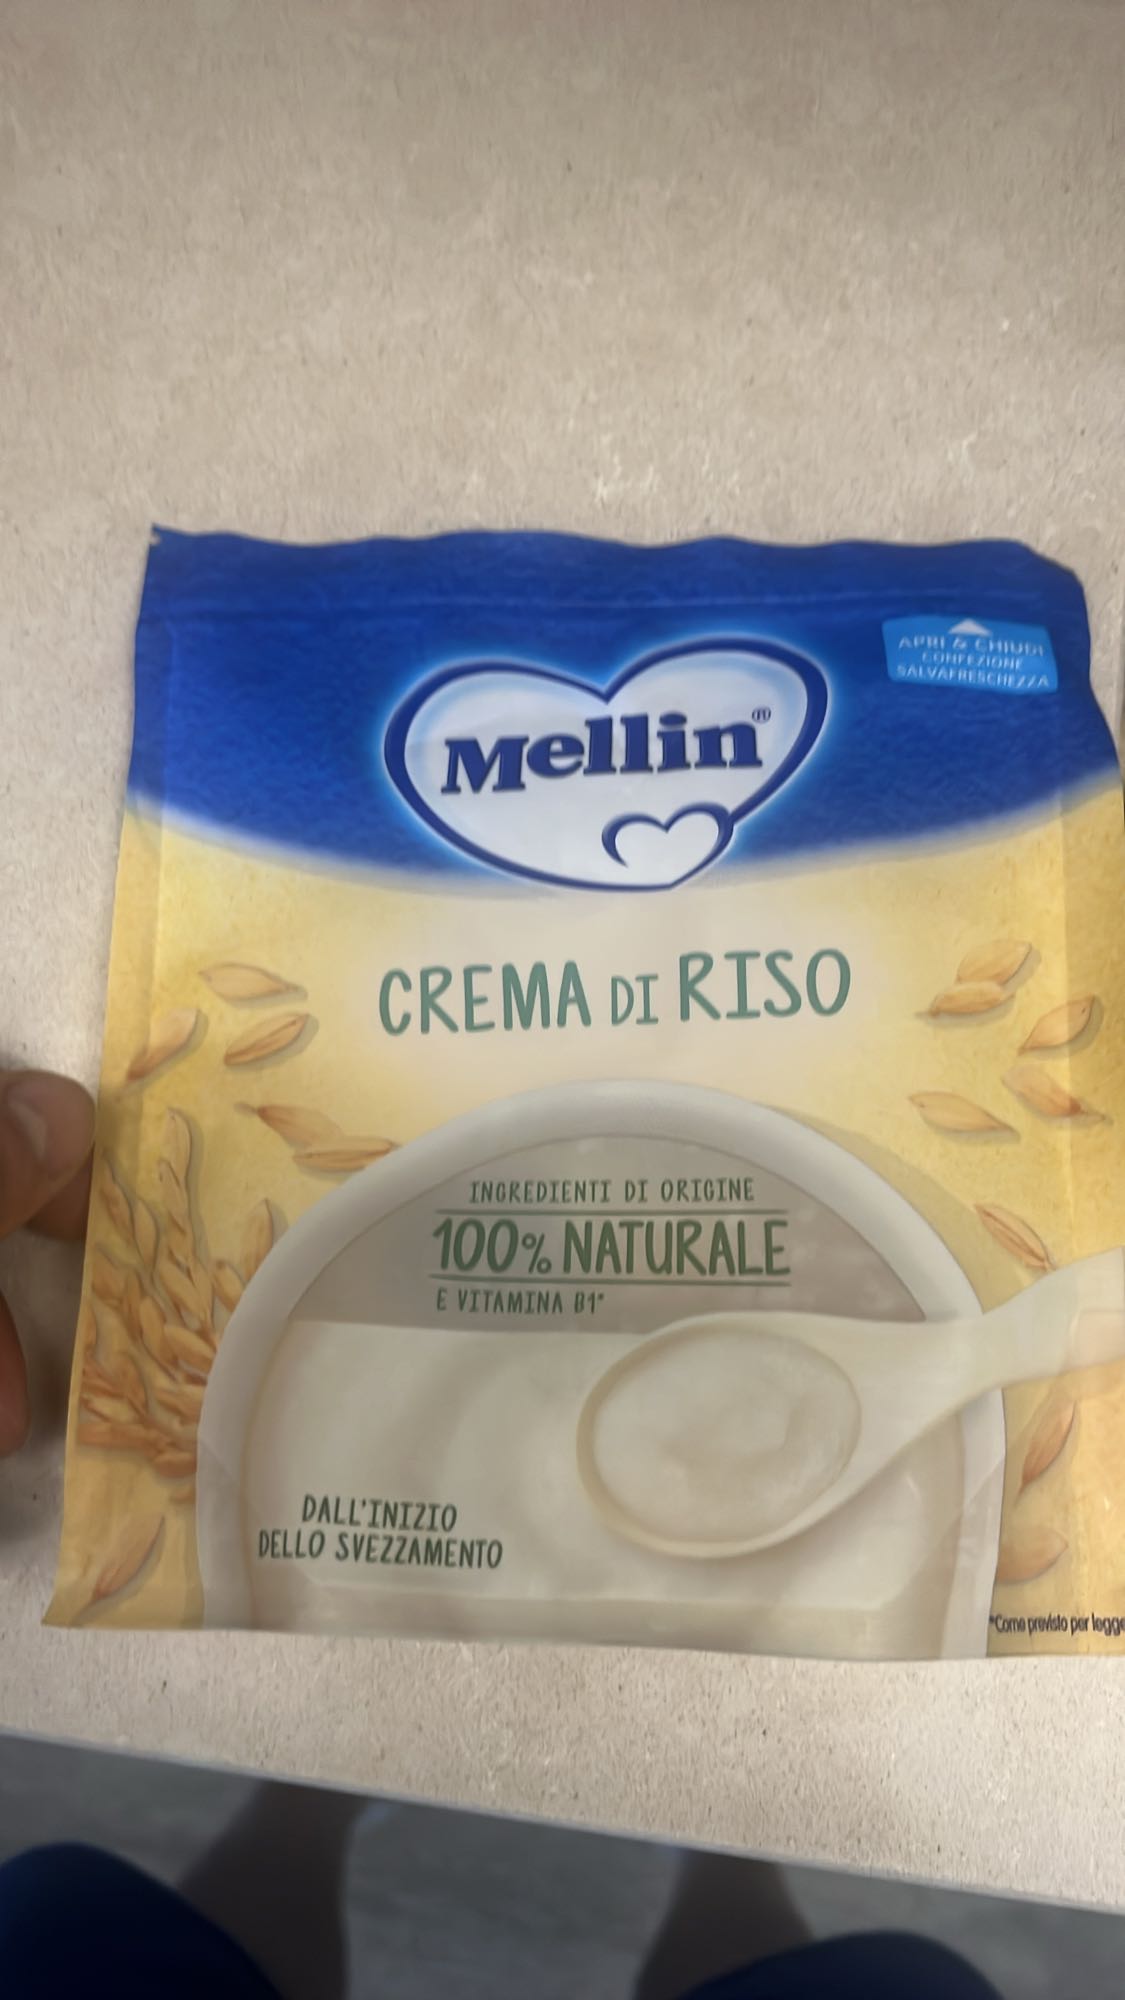 APRI & CHIUDI
CONFEZIONE
SALVAFRESCHEZZA
Mellin®
CREMA DI RISO
INGREDIENTI DI ORIGINE
100% NATURALE
E VITAMINA B1*
DALL'INIZIO
DELLO SVEZZAMENTO
*Come previsto per legge